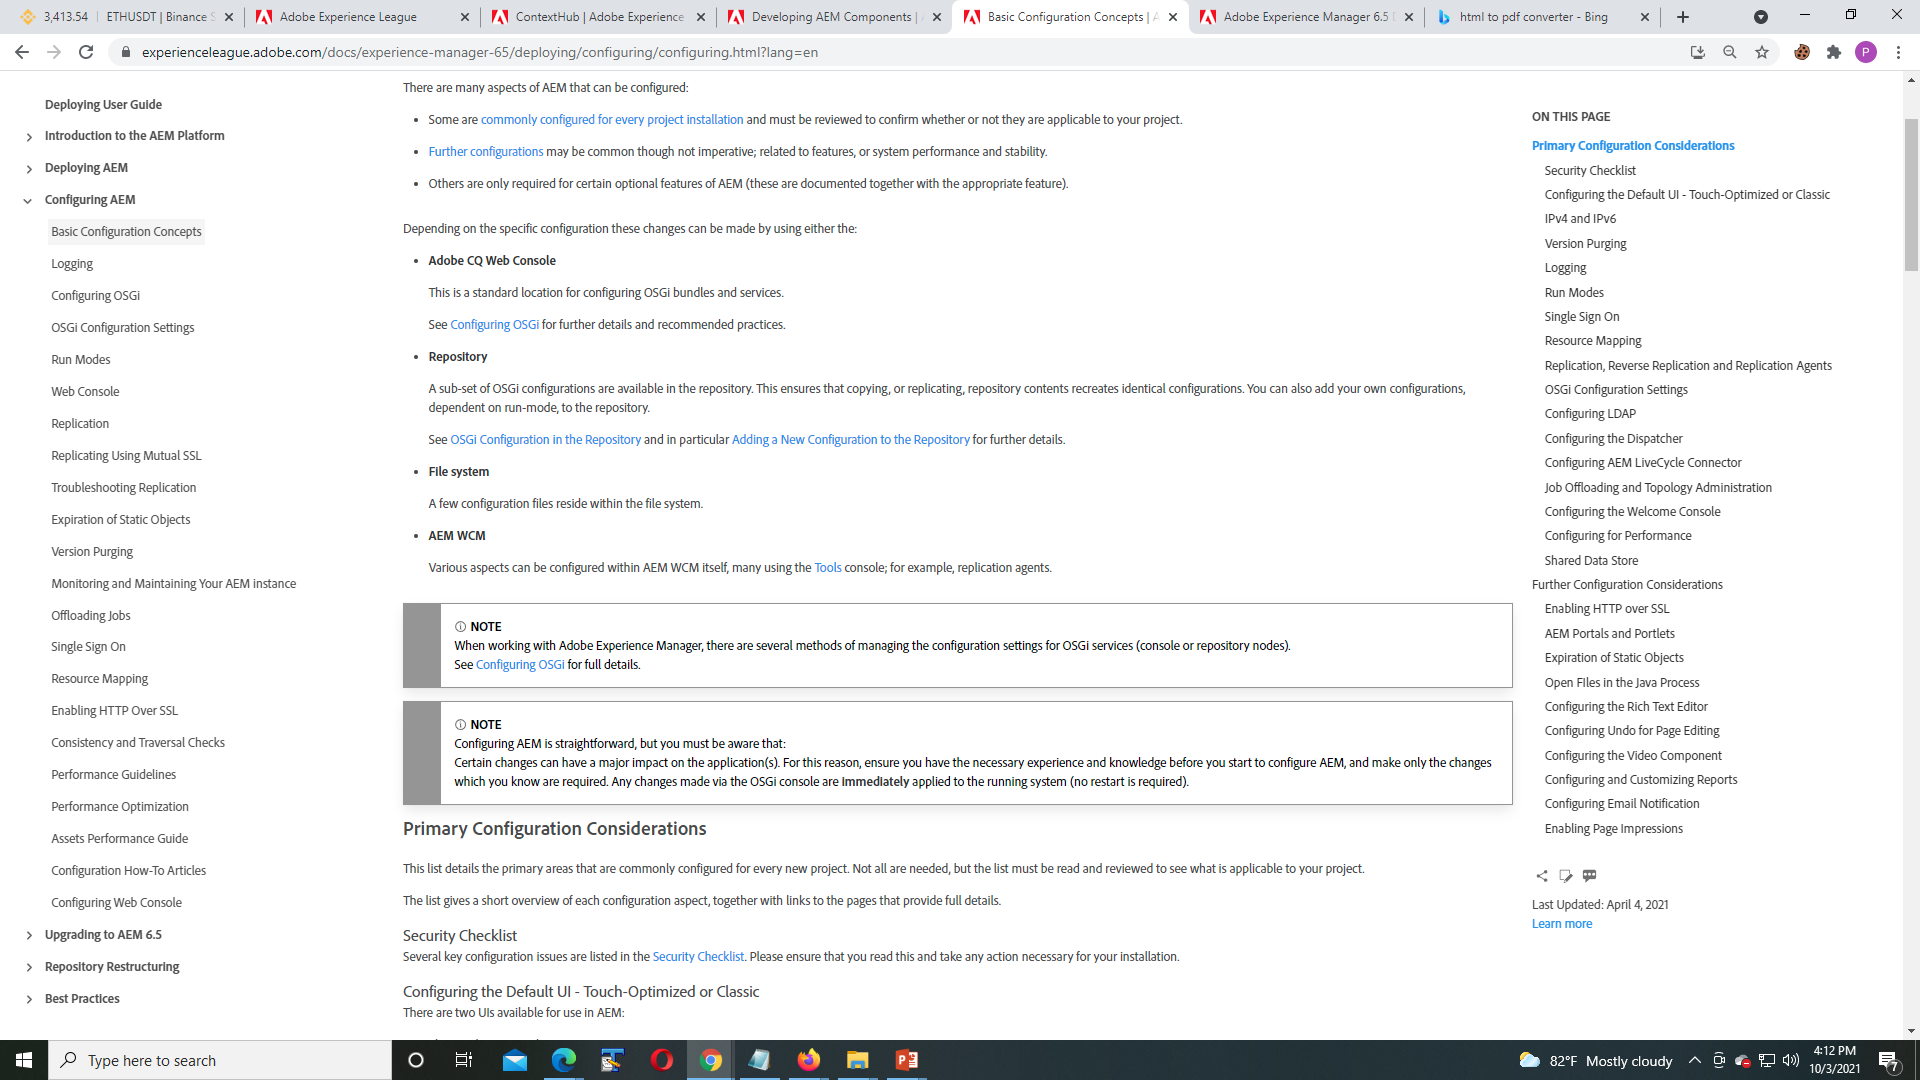 3,413.54 | ETHUSDT | Binance S
Adobe Experience League
ContextHub | Adobe Experience
Developing AEM Components |
Basic Configuration Concepts | A
Adobe Experience Manager 6.5 D
html to pdf converter - Bing
experienceleague.adobe.com/docs/experience-manager-65/deploying/configuring/configuring.html?lang=en
P
Deploying User Guide
Introduction to the AEM Platform
Deploying AEM
Configuring AEM
Basic Configuration Concepts
Logging
Configuring OSGi
OSGi Configuration Settings
Run Modes
Web Console
Replication
Replicating Using Mutual SSL
Troubleshooting Replication
Expiration of Static Objects
Version Purging
Monitoring and Maintaining Your AEM instance
Offloading Jobs
Single Sign On
Resource Mapping
Enabling HTTP Over SSL
Consistency and Traversal Checks
Performance Guidelines
Performance Optimization
Assets Performance Guide
Configuration How-To Articles
Configuring Web Console
Upgrading to AEM 6.5
Repository Restructuring
Best Practices
There are many aspects of AEM that can be configured:
• Some are commonly configured for every project installation and must be reviewed to confirm whether or not they are applicable to your project.
• Further configurations may be common though not imperative; related to features, or system performance and stability.
• Others are only required for certain optional features of AEM (these are documented together with the appropriate feature).
Depending on the specific configuration these changes can be made by using either the:
• Adobe CQ Web Console
This is a standard location for configuring OSGi bundles and services.
See Configuring OSGi for further details and recommended practices.
• Repository
A sub-set of OSGi configurations are available in the repository. This ensures that copying, or replicating, repository contents recreates identical configurations. You can also add your own configurations,
dependent on run-mode, to the repository.
See OSGi Configuration in the Repository and in particular Adding a New Configuration to the Repository for further details.
• File system
A few configuration files reside within the file system.
• AEM WCM
Various aspects can be configured within AEM WCM itself, many using the Tools console; for example, replication agents.
NOTE
When working with Adobe Experience Manager, there are several methods of managing the configuration settings for OSGi services (console or repository nodes).
See Configuring OSGi for full details.
NOTE
Configuring AEM is straightforward, but you must be aware that:
Certain changes can have a major impact on the application(s). For this reason, ensure you have the necessary experience and knowledge before you start to configure AEM, and make only the changes
which you know are required. Any changes made via the OSGi console are immediately applied to the running system (no restart is required).
Primary Configuration Considerations
This list details the primary areas that are commonly configured for every new project. Not all are needed, but the list must be read and reviewed to see what is applicable to your project.
The list gives a short overview of each configuration aspect, together with links to the pages that provide full details.
Security Checklist
Several key configuration issues are listed in the Security Checklist. Please ensure that you read this and take any action necessary for your installation.
Configuring the Default UI - Touch-Optimized or Classic
There are two UIs available for use in AEM:
ON THIS PAGE
Primary Configuration Considerations
Security Checklist
Configuring the Default UI - Touch-Optimized or Classic
IPv4 and IPv6
Version Purging
Logging
Run Modes
Single Sign On
Resource Mapping
Replication, Reverse Replication and Replication Agents
OSGi Configuration Settings
Configuring LDAP
Configuring the Dispatcher
Configuring AEM LiveCycle Connector
Job Offloading and Topology Administration
Configuring the Welcome Console
Configuring for Performance
Shared Data Store
Further Configuration Considerations
Enabling HTTP over SSL
AEM Portals and Portlets
Expiration of Static Objects
Open FIles in the Java Process
Configuring the Rich Text Editor
Configuring Undo for Page Editing
Configuring the Video Component
Configuring and Customizing Reports
Configuring Email Notification
Enabling Page Impressions
Last Updated: April 4, 2021
Learn more
Type here to search
82°F Mostly cloudy
4:12 PM
10/3/2021
7